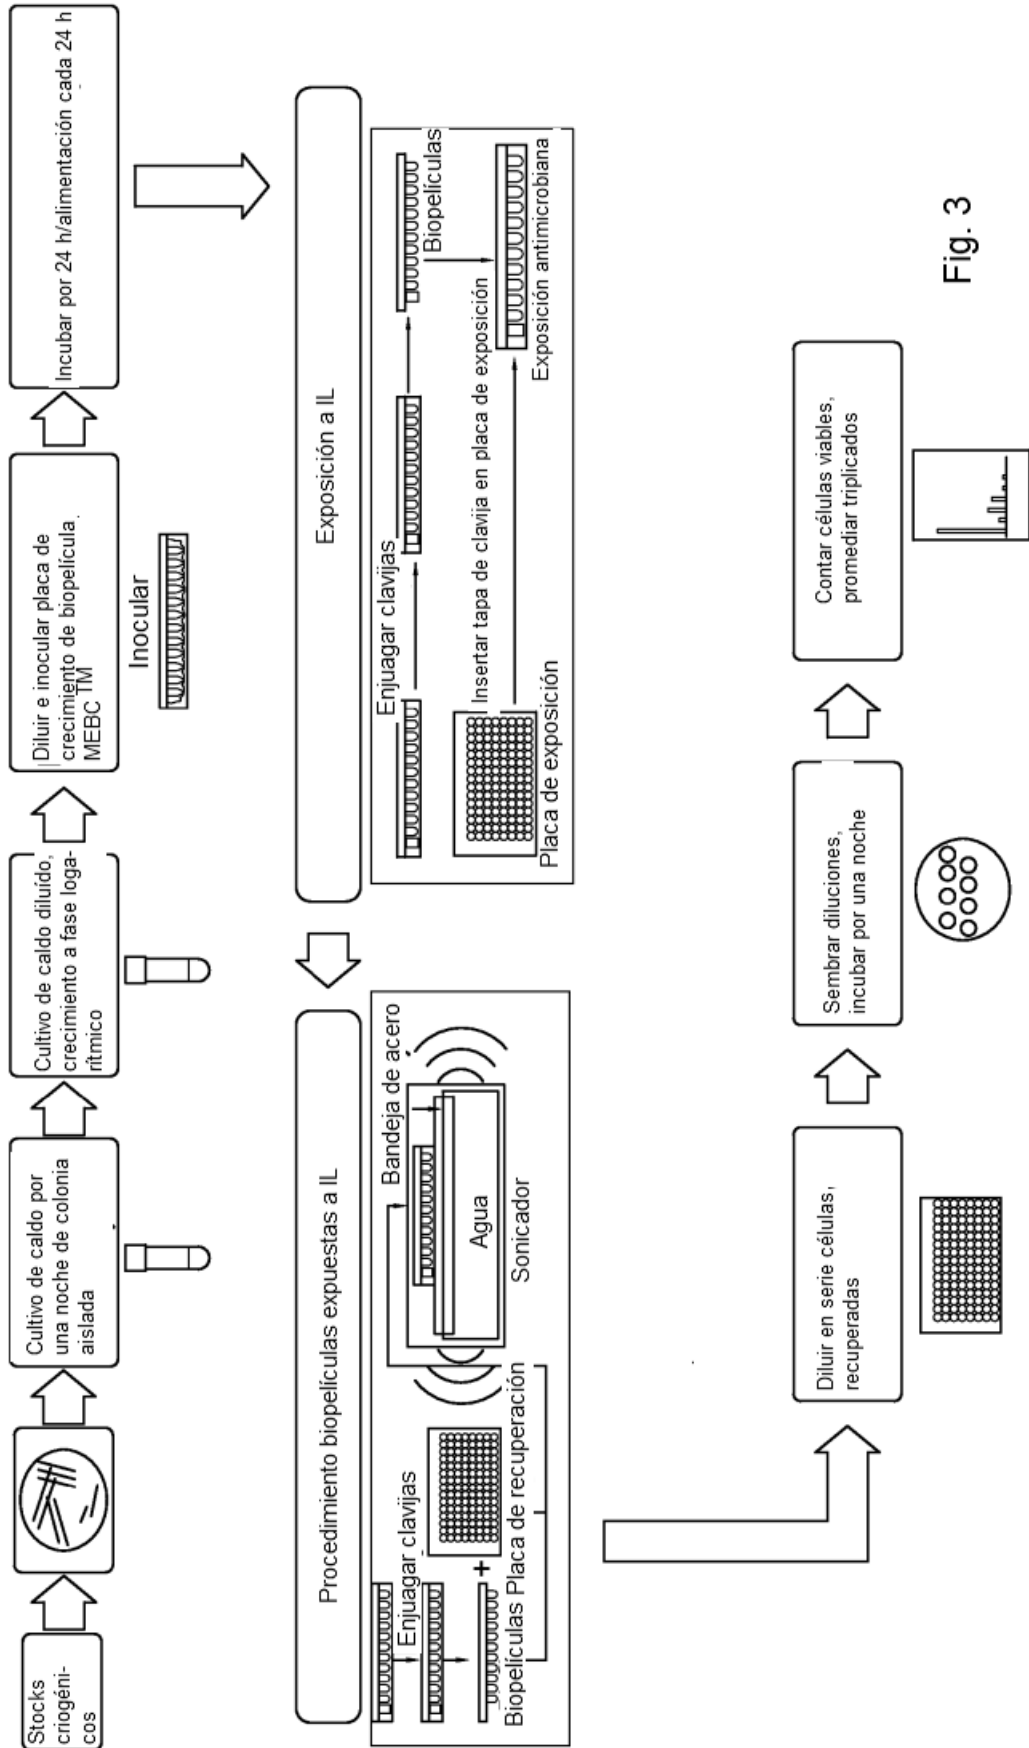 Stocks
criogéni-
cos
Cultivo de caldo por
una noche de colonia
aislada
Cultivo de caldo diluído,
crecimiento a fase loga-
rítmico
Diluir e inocular placa de
crecimiento de biopelícula.
MEBC TM
Inocular
Incubar por 24 h/alimentación cada 24 h
Exposición a IL
Enjuagar clavijas
Biopelículas
Insertar tapa de clavija en placa de exposición
Placa de exposición
Exposición antimicrobiana
Procedimiento biopelículas expuestas a IL
Enjuagar clavijas
+
Biopelículas
Placa de recuperación
Bandeja de acero
Agua
Sonicador
Diluir en serie células,
recuperadas
Sembrar diluciones,
incubar por una noche
Contar células viables,
promediar triplicados
Fig. 3